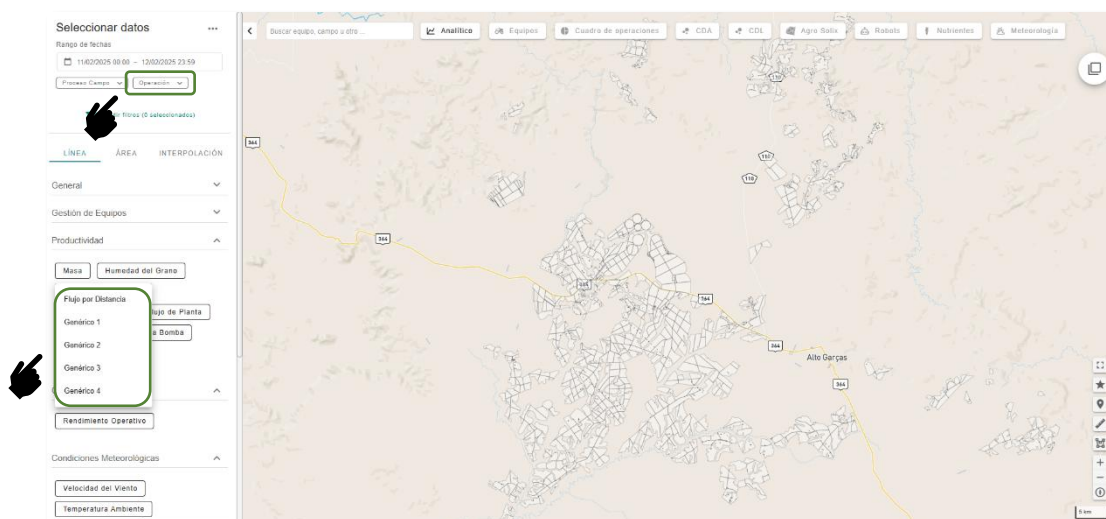 Seleccionar datos
Rango de fechas
11/02/2025 00:00 - 12/02/2025 23:59
Proceso Campo
Operación
filtros (0 seleccionados)
LÍNEA ÁREA INTERPOLACIÓN
General
Gestión de Equipos
Productividad
Masa
Humedad del Grano
Flujo por Distancia
Genérico 1
Genérico 2
Genérico 3
Genérico 4
lujo de Planta
a Bomba
Rendimiento Operativo
Condiciones Meteorológicas
Velocidad del Viento
Temperatura Ambiente
Buscar equipo, campo u otro ...
Analítico
Equipos
Cuadro de operaciones
CDA
CDL
Agro Solix
Robots
Nutrientes
Meteorología
110
364
110
110
364
364
364
Alto Garças
364
5 km